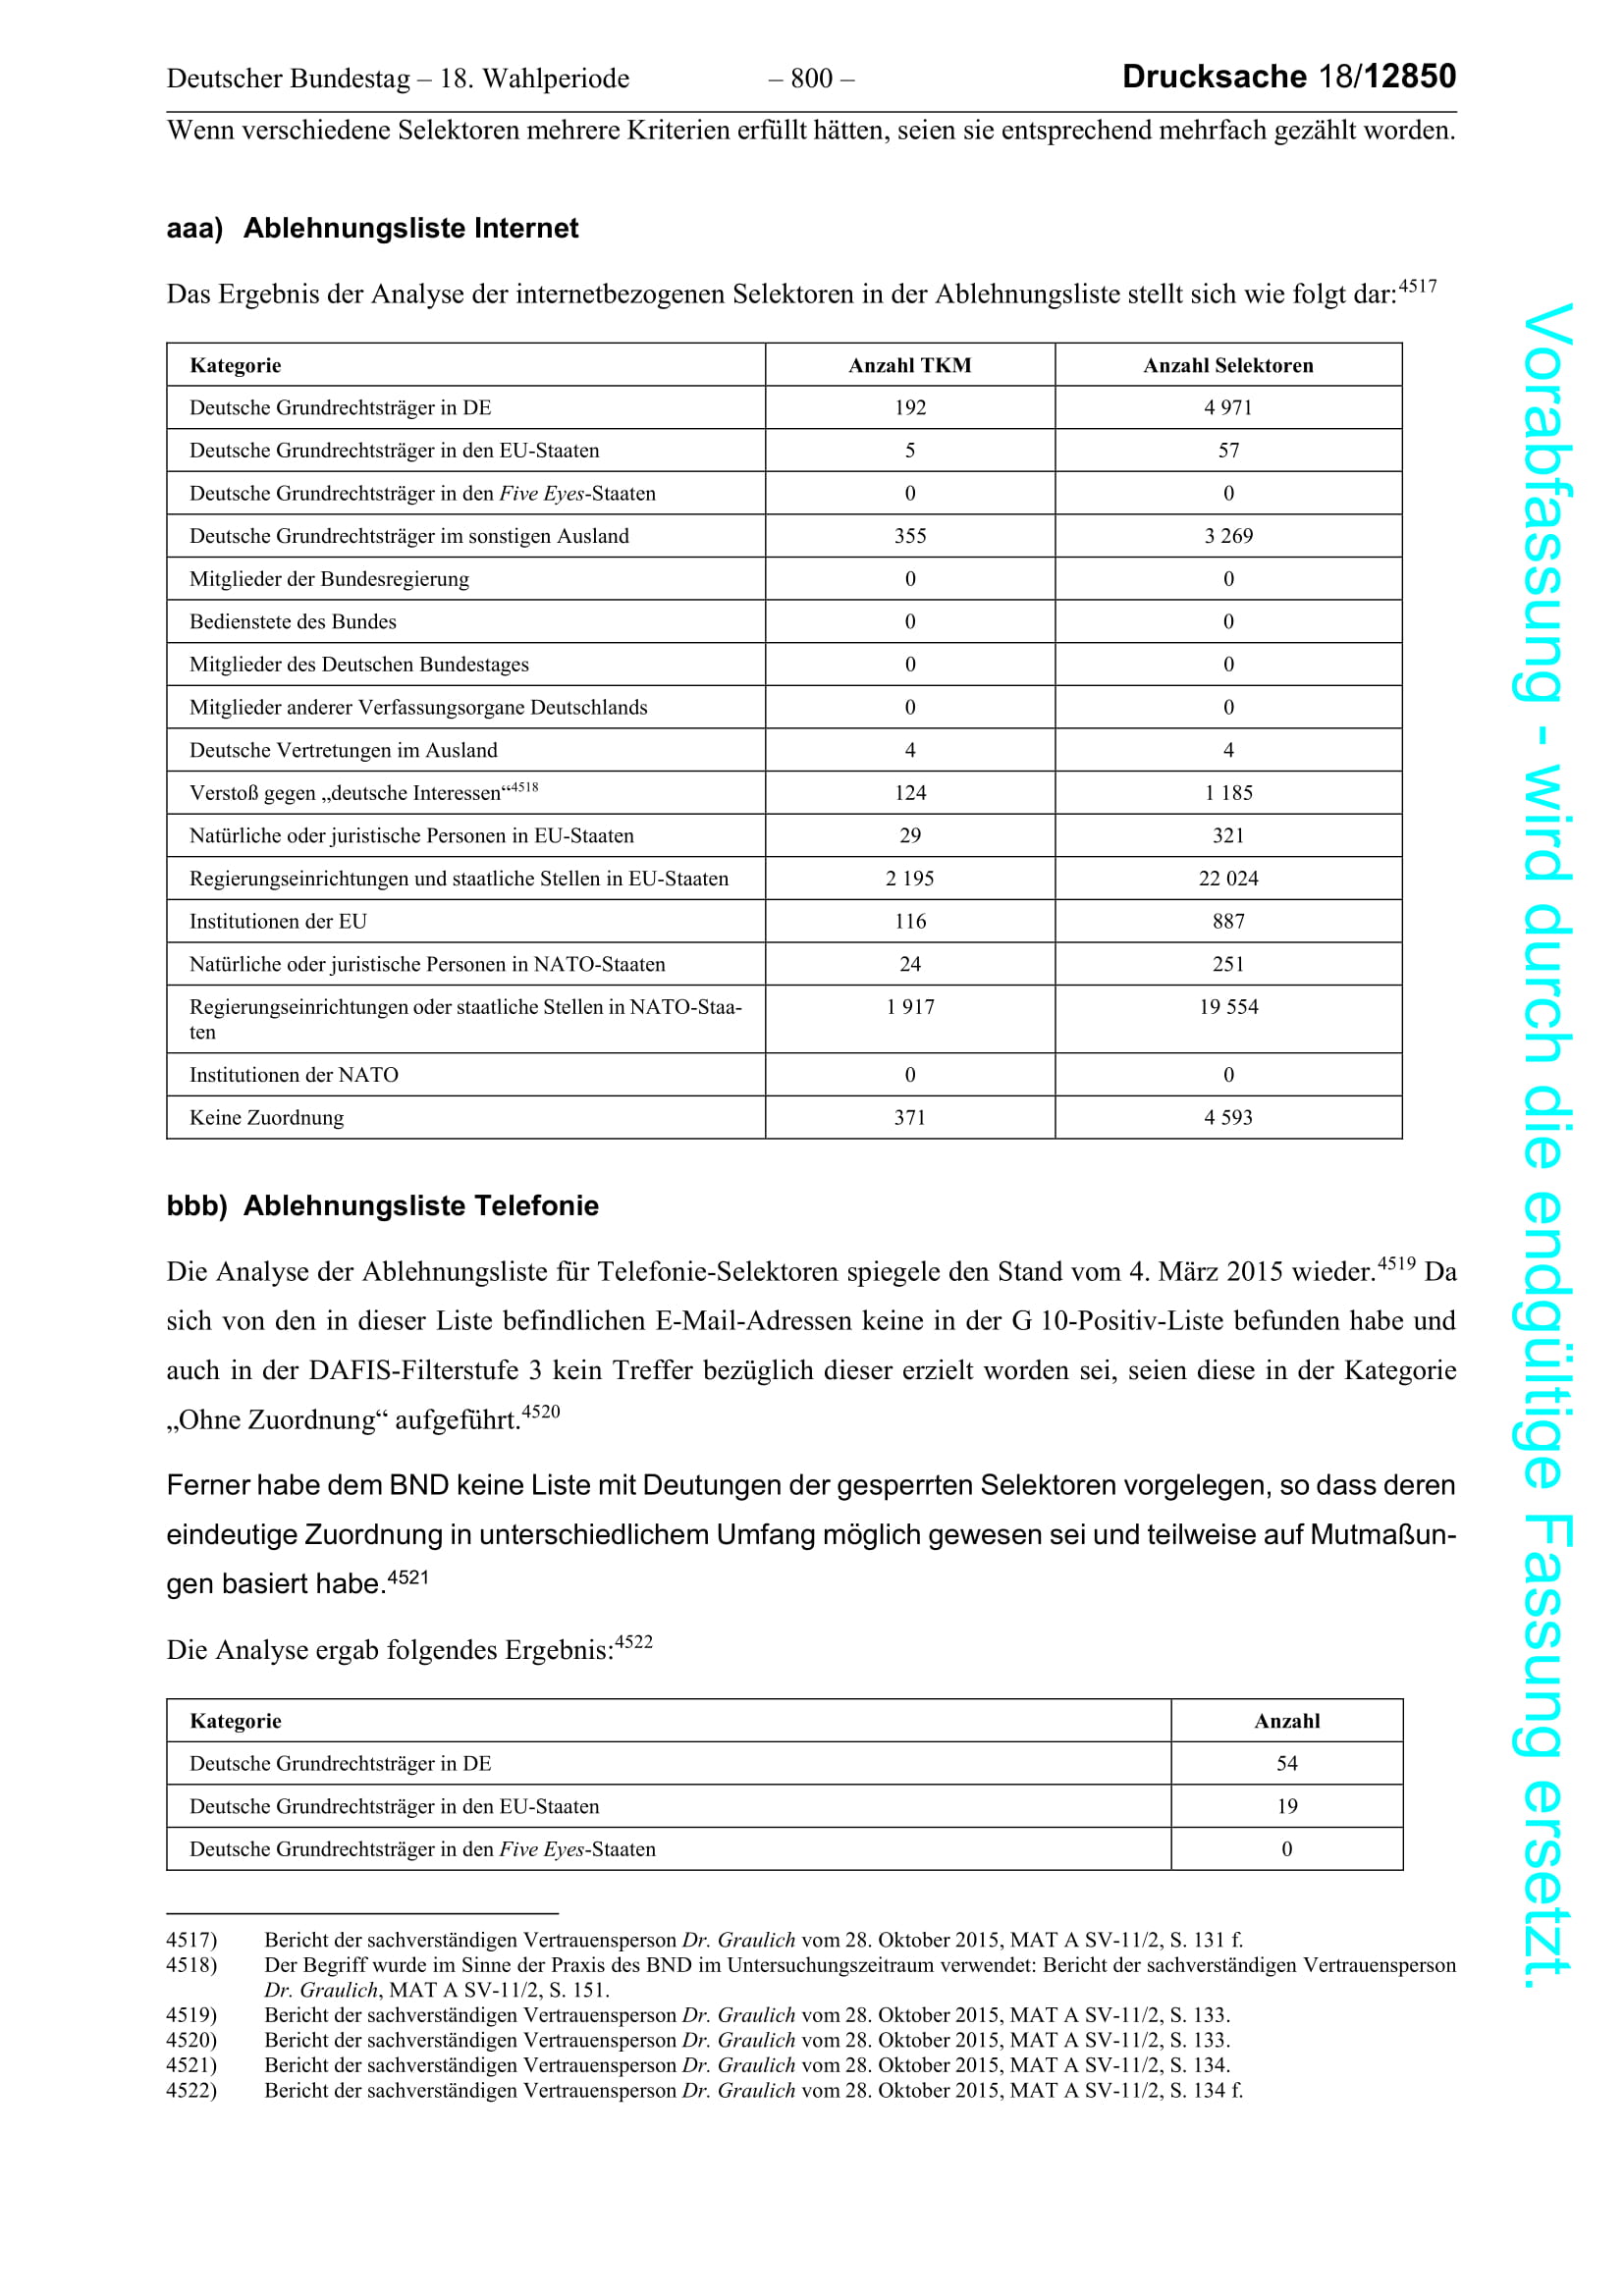 Deutscher Bundestag – 18. Wahlperiode – 800 – Drucksache 18/12850
Wenn verschiedene Selektoren mehrere Kriterien erfüllt hätten, seien sie entsprechend mehrfach gezählt worden.
aaa) Ablehnungsliste Internet
Das Ergebnis der Analyse der internetbezogenen Selektoren in der Ablehnungsliste stellt sich wie folgt dar:4517
Kategorie Anzahl TKM Anzahl Selektoren
Deutsche Grundrechtsträger in DE 192 4 971
Deutsche Grundrechtsträger in den EU-Staaten 5 57
Deutsche Grundrechtsträger in den Five Eyes-Staaten 0 0
Deutsche Grundrechtsträger im sonstigen Ausland 355 3 269
Mitglieder der Bundesregierung 0 0
Bedienstete des Bundes 0 0
Mitglieder des Deutschen Bundestages 0 0
Mitglieder anderer Verfassungsorgane Deutschlands 0 0
Deutsche Vertretungen im Ausland 4 4
Verstoß gegen „deutsche Interessen“4518 124 1 185
Natürliche oder juristische Personen in EU-Staaten 29 321
Regierungseinrichtungen und staatliche Stellen in EU-Staaten 2 195 22 024
Institutionen der EU 116 887
Natürliche oder juristische Personen in NATO-Staaten 24 251
Regierungseinrichtungen oder staatliche Stellen in NATO-Staa- 1 917 19 554
ten
Institutionen der NATO 0 0
Keine Zuordnung 371 4 593
bbb) Ablehnungsliste Telefonie
Die Analyse der Ablehnungsliste für Telefonie-Selektoren spiegele den Stand vom 4. März 2015 wieder.4519 Da
sich von den in dieser Liste befindlichen E-Mail-Adressen keine in der G 10-Positiv-Liste befunden habe und
auch in der DAFIS-Filterstufe 3 kein Treffer bezüglich dieser erzielt worden sei, seien diese in der Kategorie
„Ohne Zuordnung“ aufgeführt.4520
Ferner habe dem BND keine Liste mit Deutungen der gesperrten Selektoren vorgelegen, so dass deren
eindeutige Zuordnung in unterschiedlichem Umfang möglich gewesen sei und teilweise auf Mutmaßun-
gen basiert habe.4521
Die Analyse ergab folgendes Ergebnis:4522
Kategorie Anzahl
Deutsche Grundrechtsträger in DE 54
Deutsche Grundrechtsträger in den EU-Staaten 19
Deutsche Grundrechtsträger in den Five Eyes-Staaten 0
4517) Bericht der sachverständigen Vertrauensperson Dr. Graulich vom 28. Oktober 2015, MAT A SV-11/2, S. 131 f.
4518) Der Begriff wurde im Sinne der Praxis des BND im Untersuchungszeitraum verwendet: Bericht der sachverständigen Vertrauensperson
Dr. Graulich, MAT A SV-11/2, S. 151.
4519) Bericht der sachverständigen Vertrauensperson Dr. Graulich vom 28. Oktober 2015, MAT A SV-11/2, S. 133.
4520) Bericht der sachverständigen Vertrauensperson Dr. Graulich vom 28. Oktober 2015, MAT A SV-11/2, S. 133.
4521) Bericht der sachverständigen Vertrauensperson Dr. Graulich vom 28. Oktober 2015, MAT A SV-11/2, S. 134.
4522) Bericht der sachverständigen Vertrauensperson Dr. Graulich vom 28. Oktober 2015, MAT A SV-11/2, S. 134 f.
Vorabfassung - wird durch die endgültige Fassung ersetzt.